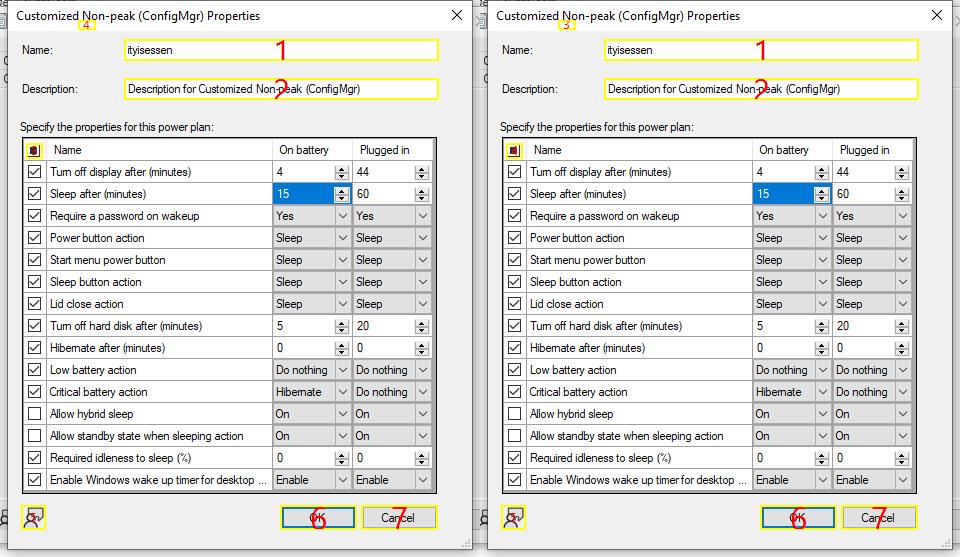 Customized Non-peak (ConfigMgr) Properties
4
Name:
ityisessen
1
Description:
Description for Customized Non-peak (ConfigMgr)
2
Specify the properties for this power plan:
Name On battery Plugged in
Turn off display after (minutes) 4 44
Sleep after (minutes) 15 60
Require a password on wakeup Yes Yes
Power button action Sleep Sleep
Start menu power button Sleep Sleep
Sleep button action Sleep Sleep
Lid close action Sleep Sleep
Turn off hard disk after (minutes) 5 20
Hibernate after (minutes) 0 0
Low battery action Do nothing Do nothing
Critical battery action Hibernate Do nothing
Allow hybrid sleep On On
Allow standby state when sleeping action On On
Required idleness to sleep (%) 0 0
Enable Windows wake up timer for desktop ... Enable Enable
OK
6
Cancel
7
Customized Non-peak (ConfigMgr) Properties
3
Name:
ityisessen
1
Description:
Description for Customized Non-peak (ConfigMgr)
2
Specify the properties for this power plan:
Name On battery Plugged in
Turn off display after (minutes) 4 44
Sleep after (minutes) 15 60
Require a password on wakeup Yes Yes
Power button action Sleep Sleep
Start menu power button Sleep Sleep
Sleep button action Sleep Sleep
Lid close action Sleep Sleep
Turn off hard disk after (minutes) 5 20
Hibernate after (minutes) 0 0
Low battery action Do nothing Do nothing
Critical battery action Hibernate Do nothing
Allow hybrid sleep On On
Allow standby state when sleeping action On On
Required idleness to sleep (%) 0 0
Enable Windows wake up timer for desktop ... Enable Enable
OK
6
Cancel
7